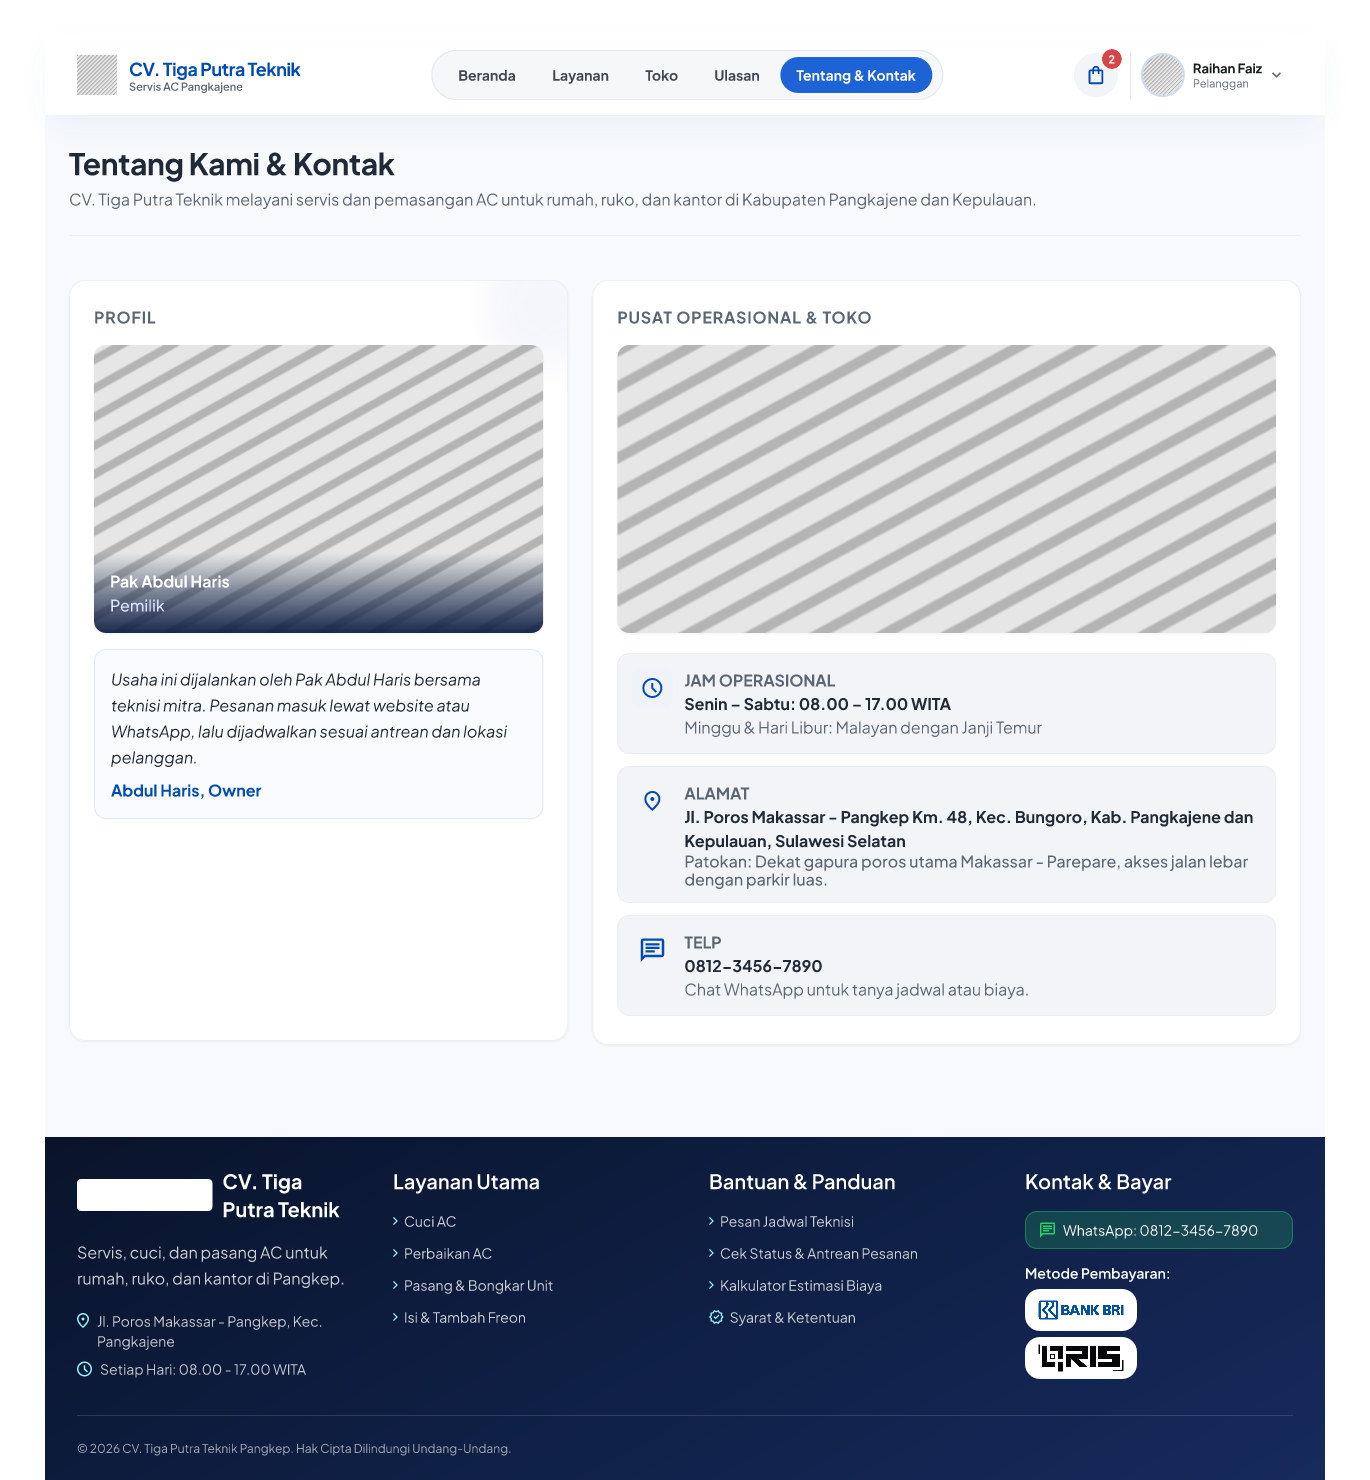 CV. Tiga Putra Teknik
Servis AC Pangkajene
Beranda
Layanan
Toko
Ulasan
Tentang & Kontak
2
Raihan Faiz
Pelanggan
Tentang Kami & Kontak
CV. Tiga Putra Teknik melayani servis dan pemasangan AC untuk rumah, ruko, dan kantor di Kabupaten Pangkajene dan Kepulauan.
PROFIL
Pak Abdul Haris
Pemilik
Usaha ini dijalankan oleh Pak Abdul Haris bersama
teknisi mitra. Pesanan masuk lewat website atau
WhatsApp, lalu dijadwalkan sesuai antrean dan lokasi
pelanggan.
Abdul Haris, Owner
PUSAT OPERASIONAL & TOKO
JAM OPERASIONAL
Senin – Sabtu: 08.00 – 17.00 WITA
Minggu & Hari Libur: Malayan dengan Janji Temur
ALAMAT
Jl. Poros Makassar - Pangkep Km. 48, Kec. Bungoro, Kab. Pangkajene dan
Kepulauan, Sulawesi Selatan
Patokan: Dekat gapura poros utama Makassar - Parepare, akses jalan lebar
dengan parkir luas.
TELP
0812-3456-7890
Chat WhatsApp untuk tanya jadwal atau biaya.
CV. Tiga
Putra Teknik
Servis, cuci, dan pasang AC untuk
rumah, ruko, dan kantor di Pangkep.
Jl. Poros Makassar - Pangkep, Kec.
Pangkajene
Setiap Hari: 08.00 - 17.00 WITA
Layanan Utama
Cuci AC
Perbaikan AC
Pasang & Bongkar Unit
Isi & Tambah Freon
Bantuan & Panduan
Pesan Jadwal Teknisi
Cek Status & Antrean Pesanan
Kalkulator Estimasi Biaya
Syarat & Ketentuan
Kontak & Bayar
WhatsApp: 0812-3456-7890
Metode Pembayaran:
BANK BRI
QRIS
© 2026 CV. Tiga Putra Teknik Pangkep. Hak Cipta Dilindungi Undang-Undang.